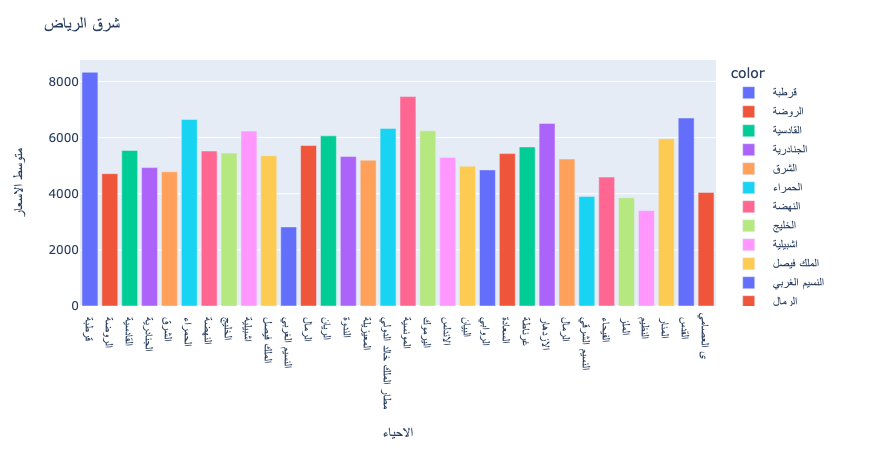 شرق الرياض
متوسط الاسعار
8000
6000
4000
2000
0
قرطبة
الروضة
القادسية
الجنادرية
الشرق
الحمراء
النهضة
الخليج
اشبيلية
الملك فيصل
النسيم الغربي
الرمال
الريان
الندوة
المعيزيلة
مطار الملك خالد الدولي
المونسية
اليرموك
الاندلس
البيان
الروابي
السعادة
غرناطة
الازدهار
الرمال
النسيم الشرقي
الفيحاء
الملز
النظيم
المنار
القدس
ى العصامي
الاحياء
color
قرطبة
الروضة
القادسية
الجنادرية
الشرق
الحمراء
النهضة
الخليج
اشبيلية
الملك فيصل
النسيم الغربي
الرمال